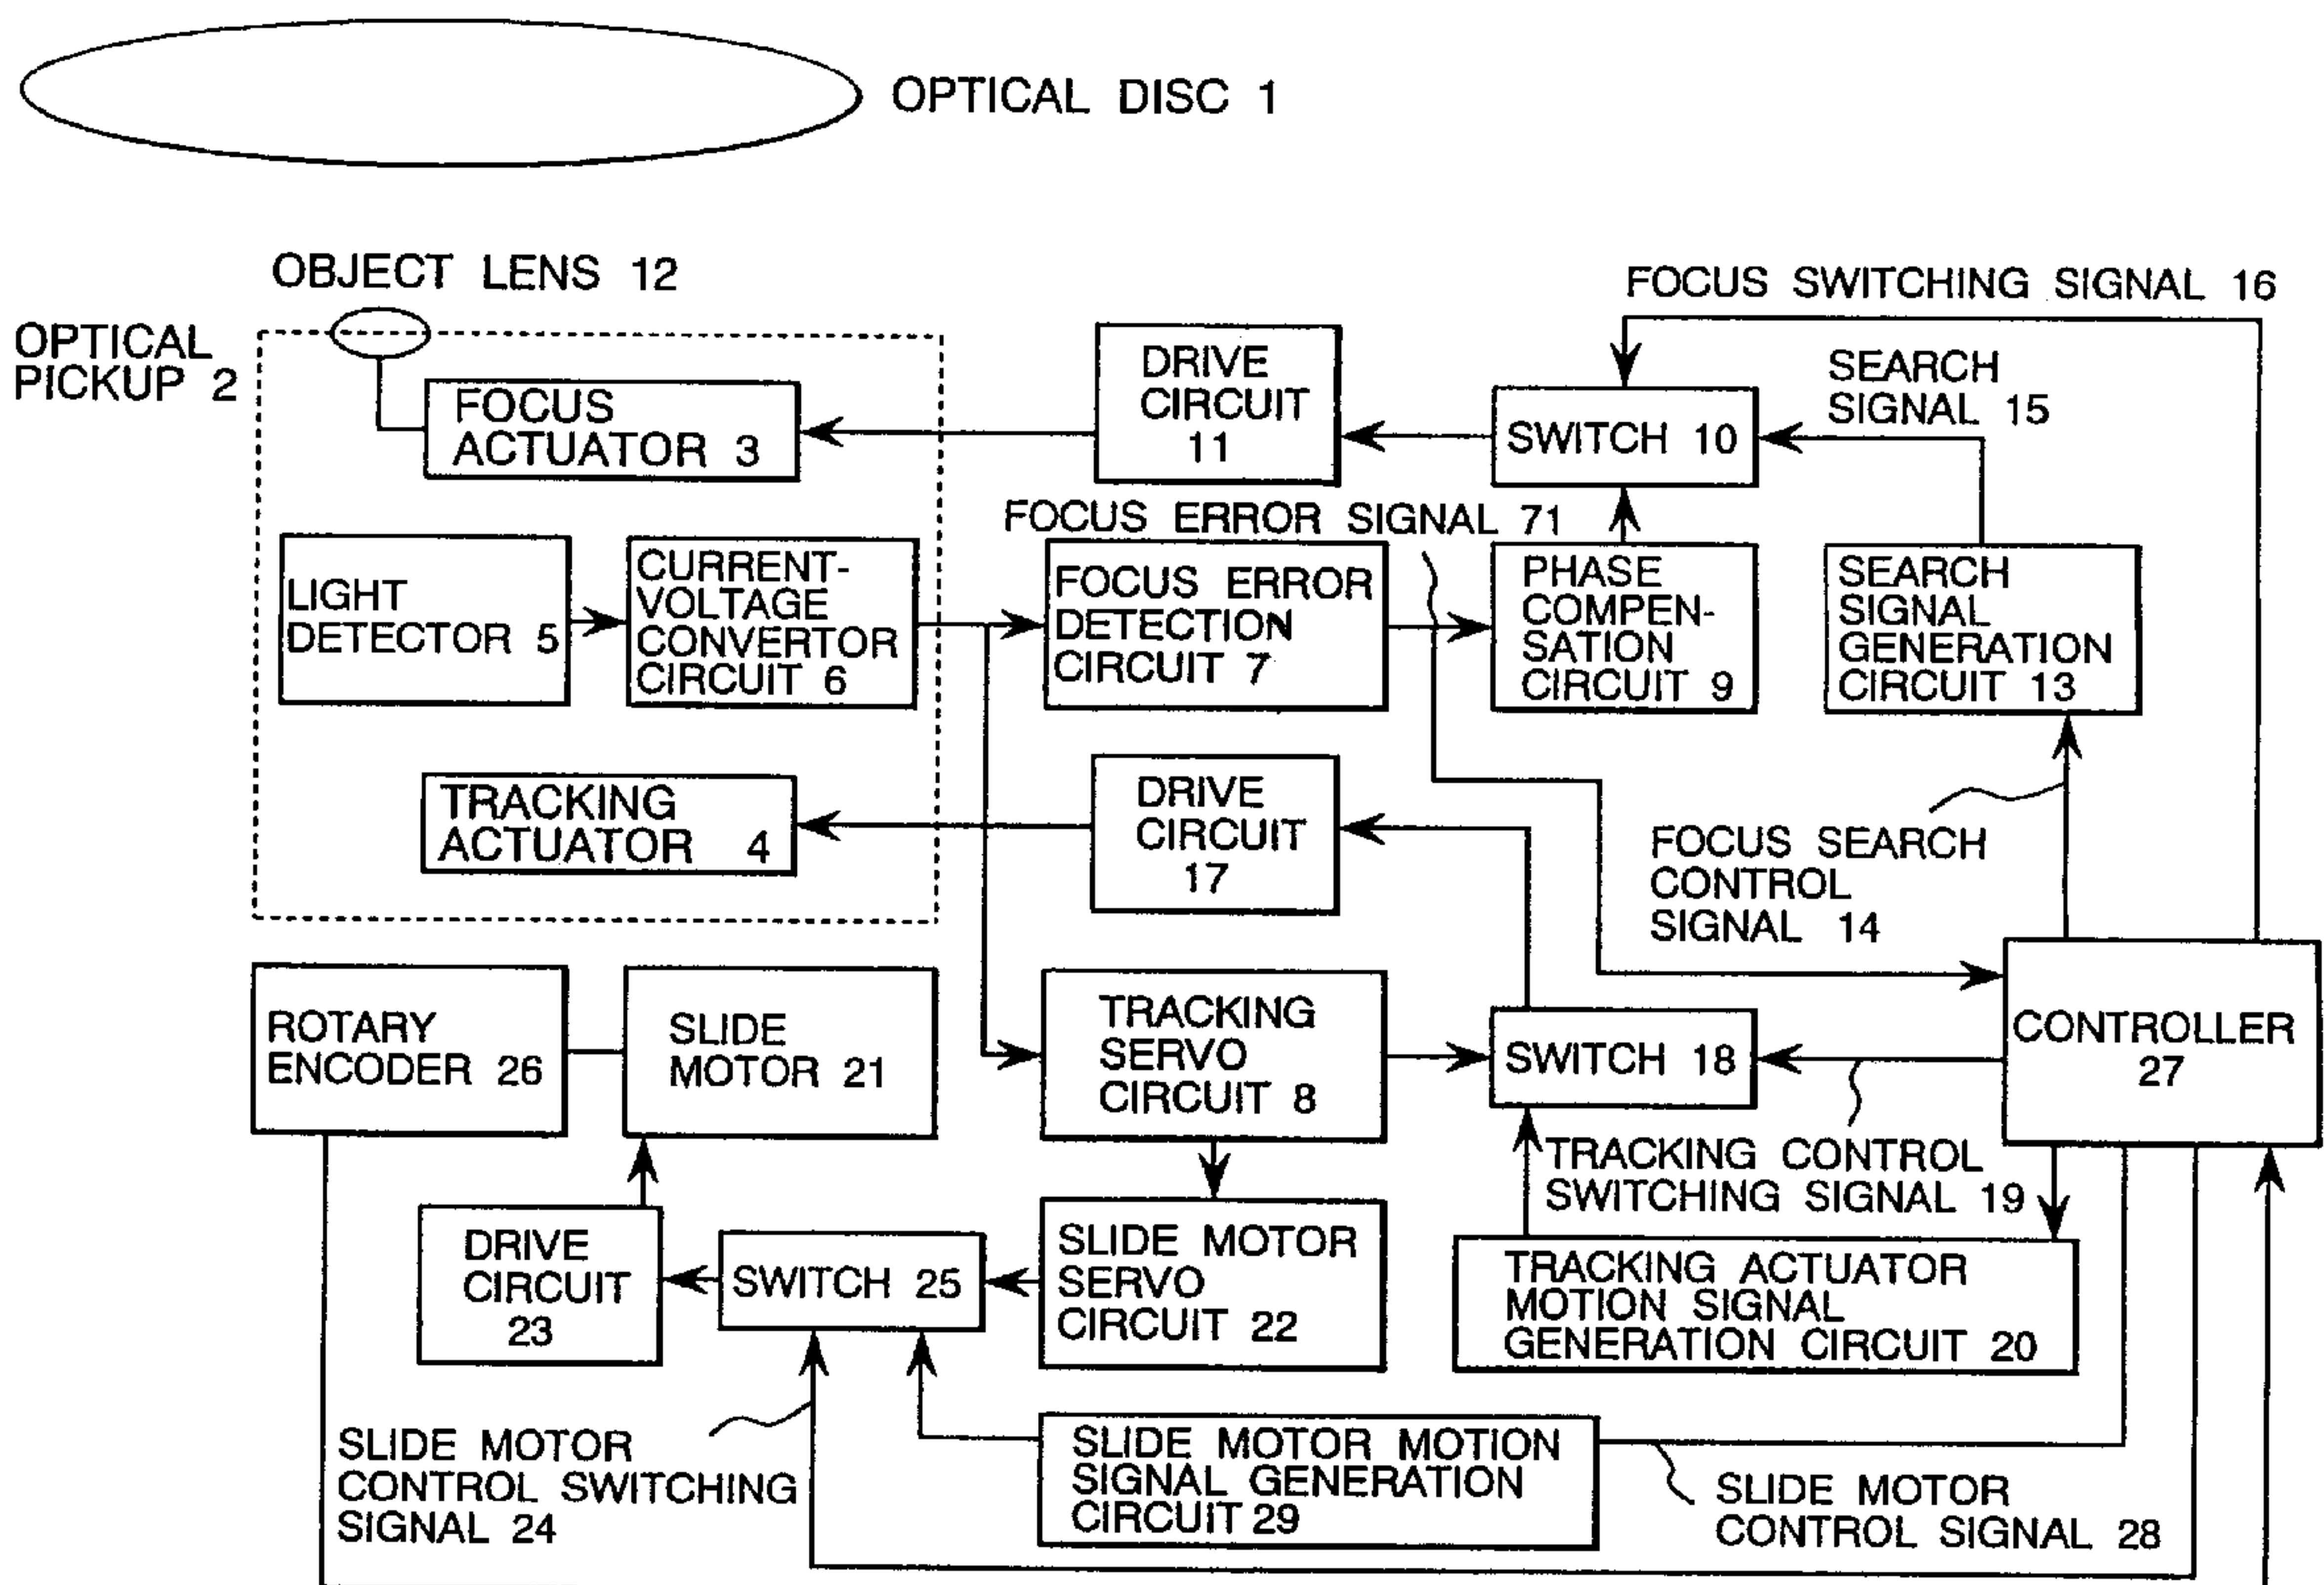 OPTICAL DISC 1
OBJECT LENS 12
FOCUS SWITCHING SIGNAL 16
OPTICAL
PICKUP 2
FOCUS
ACTUATOR 3
DRIVE
CIRCUIT
11
SWITCH 10
SEARCH
SIGNAL 15
FOCUS ERROR SIGNAL 71
LIGHT
DETECTOR 5
CURRENT-
VOLTAGE
CONVERTOR
CIRCUIT 6
FOCUS ERROR
DETECTION
CIRCUIT 7
PHASE
COMPEN-
SATION
CIRCUIT 9
SEARCH
SIGNAL
GENERATION
CIRCUIT 13
TRACKING
ACTUATOR 4
DRIVE
CIRCUIT
17
FOCUS SEARCH
CONTROL
SIGNAL 14
ROTARY
ENCODER 26
SLIDE
MOTOR 21
TRACKING
SERVO
CIRCUIT 8
SWITCH 18
CONTROLLER
27
TRACKING CONTROL
SWITCHING SIGNAL 19
DRIVE
CIRCUIT
23
SWITCH 25
SLIDE MOTOR
SERVO
CIRCUIT 22
TRACKING ACTUATOR
MOTION SIGNAL
GENERATION CIRCUIT 20
SLIDE MOTOR
CONTROL SWITCHING
SIGNAL 24
SLIDE MOTOR MOTION
SIGNAL GENERATION
CIRCUIT 29
SLIDE MOTOR
CONTROL SIGNAL 28